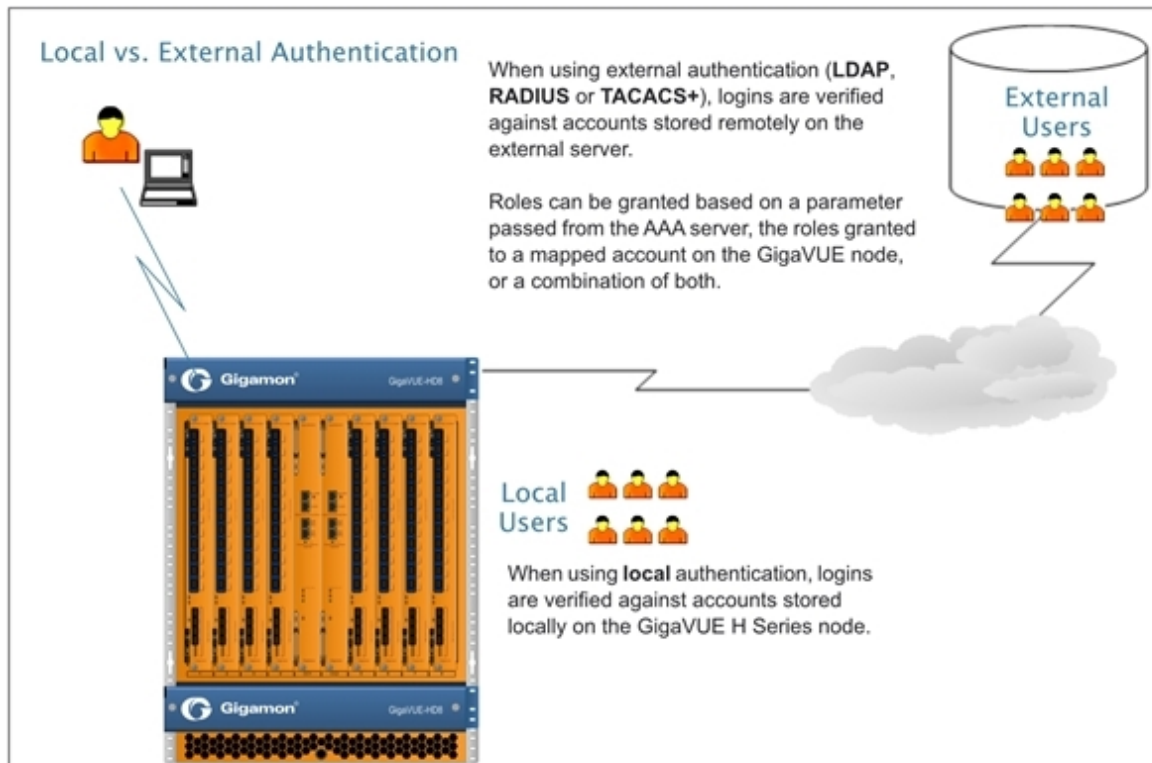 Local vs. External Authentication
When using external authentication (LDAP,
RADIUS or TACACS+), logins are verified
against accounts stored remotely on the
external server.
Roles can be granted based on a parameter
passed from the AAA server, the roles granted
to a mapped account on the GigaVUE node,
or a combination of both.
External
Users
Gigamon®
GigaVUE-HD8
Local
Users
When using local authentication, logins
are verified against accounts stored
locally on the GigaVUE H Series node.
Gigamon®
GigaVUE-HD8